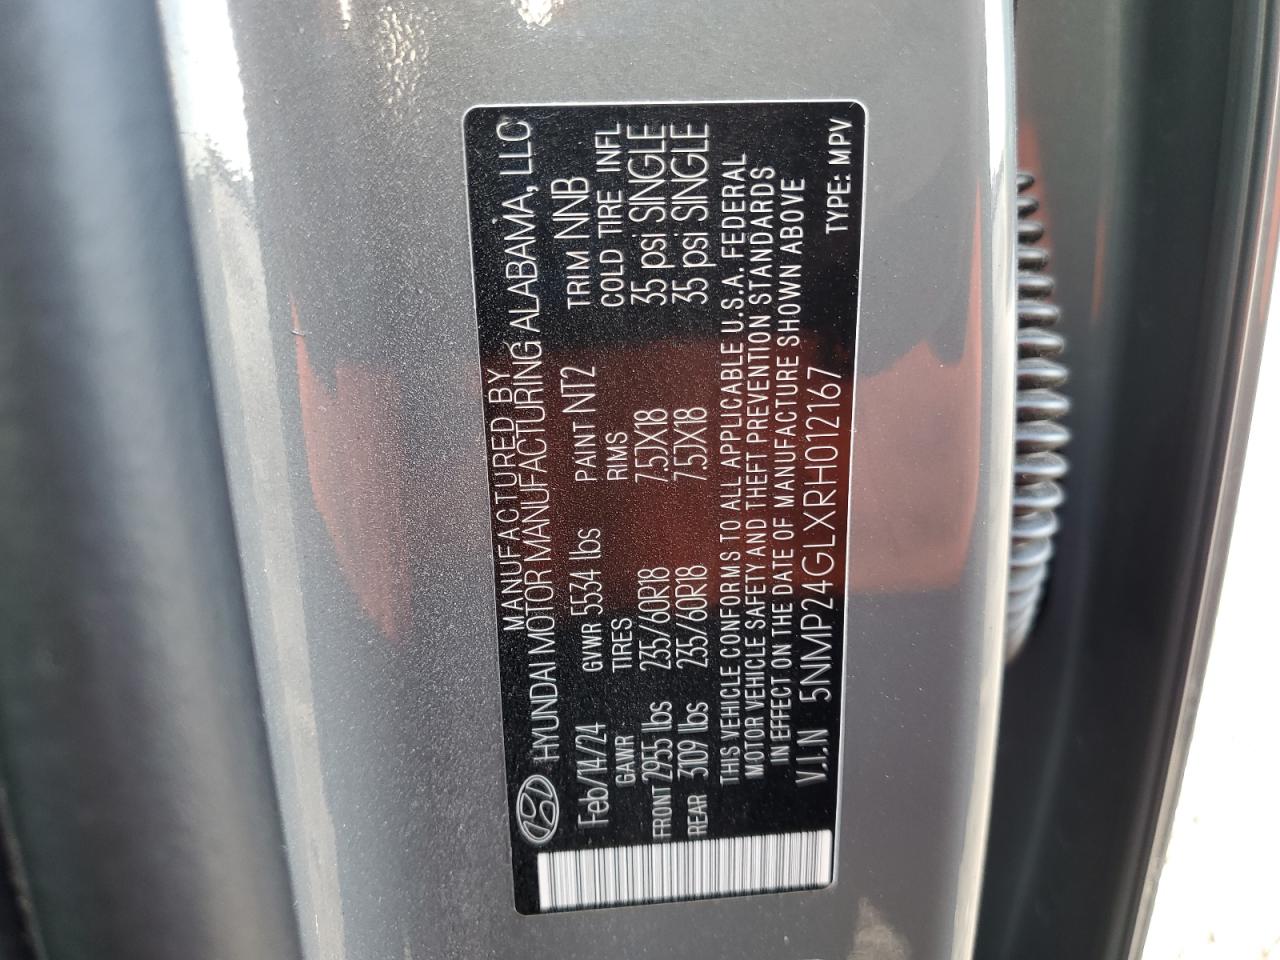 MANUFACTURED BY
HYUNDAI MOTOR MANUFACTURING ALABAMA, LLC
Feb/14/24 GVWR 5534 lbs PAINT NT2 TRIM NNB
GAWR TIRES RIMS COLD TIRE INFL
FRONT 2955 lbs 235/60R18 7.5JX18 35 psi SINGLE
REAR 3109 lbs 235/60R18 7.5JX18 35 psi SINGLE
THIS VEHICLE CONFORMS TO ALL APPLICABLE U.S.A. FEDERAL
MOTOR VEHICLE SAFETY AND THEFT PREVENTION STANDARDS
IN EFFECT ON THE DATE OF MANUFACTURE SHOWN ABOVE
V.I.N 5NMP24GLXRH012167 TYPE: MPV